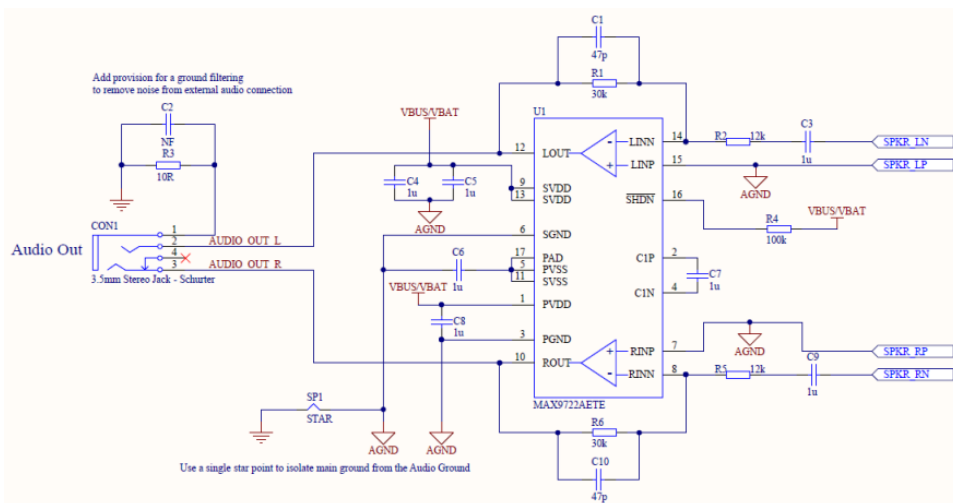 C1
47p
R1
30k
Add provision for a ground filtering
to remove noise from external audio connection
C2
NF
R3
10R
VBUS/VBAT
U1
12
LOUT
LINN
14
R2
12k
C3
1u
SPKR_LN
LINP
15
SPKR_LP
AGND
C4
1u
C5
1u
9
SVDD
13
SVDD
SHDN
16
R4
100k
VBUS/VBAT
AGND
CON1
Audio Out
1
2
4
3
AUDIO OUT L
AUDIO OUT R
3.5mm Stereo Jack - Schurter
6
SGND
C6
1u
17
PAD
5
PVSS
11
SVSS
C1P
2
C1N
4
C7
1u
VBUS/VBAT
1
PVDD
C8
1u
3
PGND
10
ROUT
RINP
7
AGND
SPKR_RP
RINN
8
R5
12k
C9
1u
SPKR_RN
MAX9722AETE
SP1
STAR
AGND
AGND
R6
30k
C10
47p
Use a single star point to isolate main ground from the Audio Ground